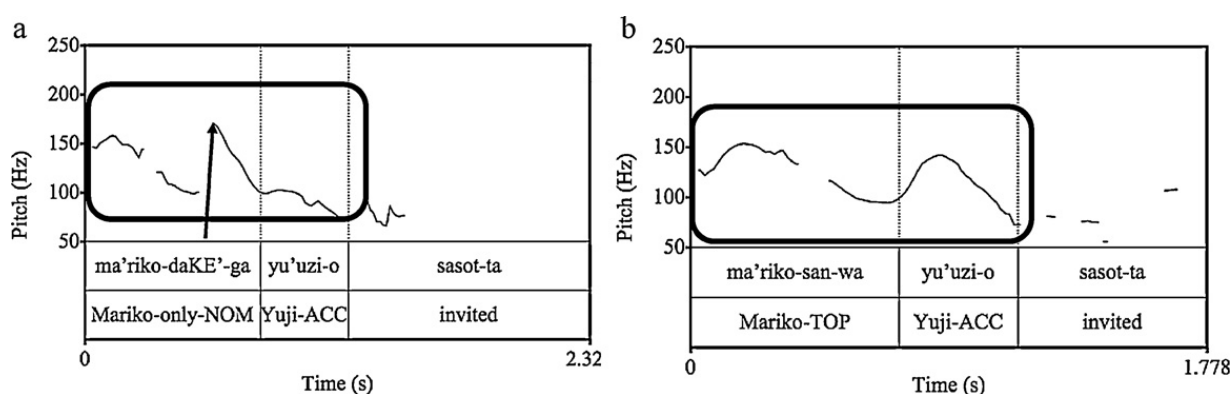 a
250
200
150
100
50
Pitch (Hz)
ma’riko-daKE’-ga yu’uzi-o sasot-ta
Mariko-only-NOM Yuji-ACC invited
0 2.32
Time (s)
b
250
200
150
100
50
Pitch (Hz)
ma’riko-san-wa yu’uzi-o sasot-ta
Mariko-TOP Yuji-ACC invited
0 1.778
Time (s)